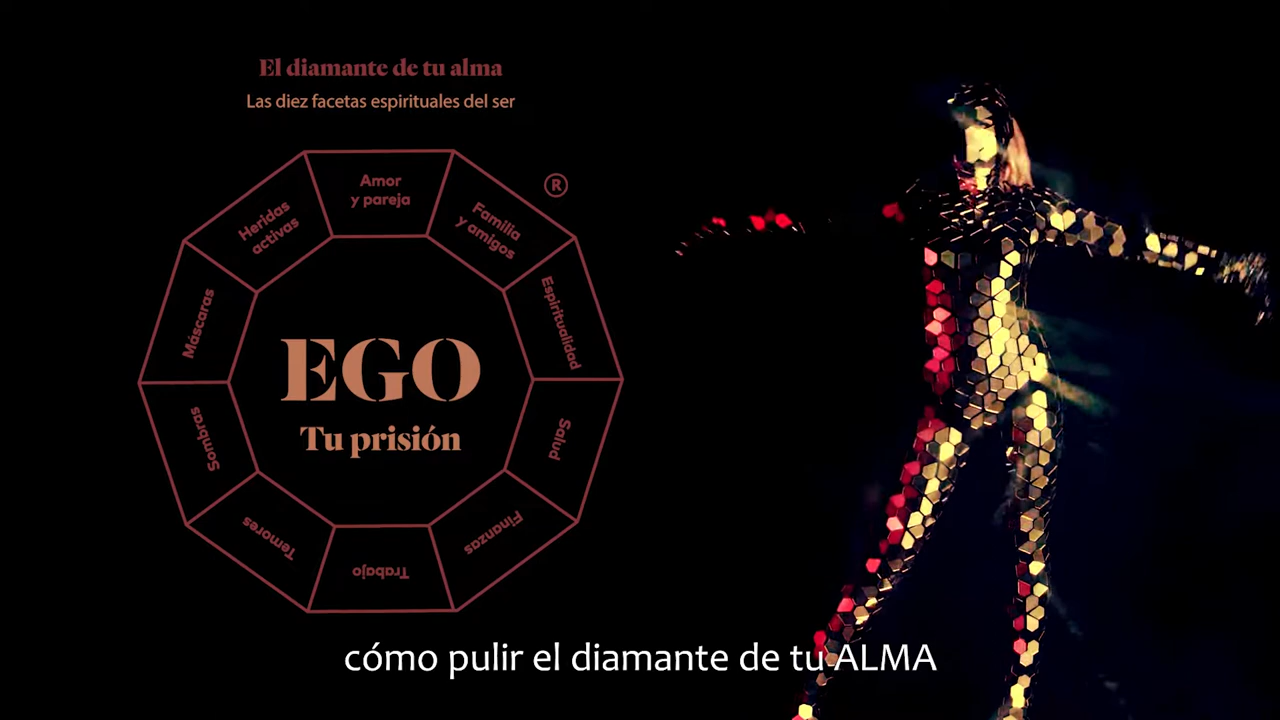 El diamante de tu alma
Las diez facetas espirituales del ser
®
Amor
y pareja
Familia
y amigos
Espiritualidad
Salud
Finanzas
Trabajo
Temores
Sombras
Máscaras
Heridas
activas
EGO
Tu prisión
cómo pulir el diamante de tu ALMA